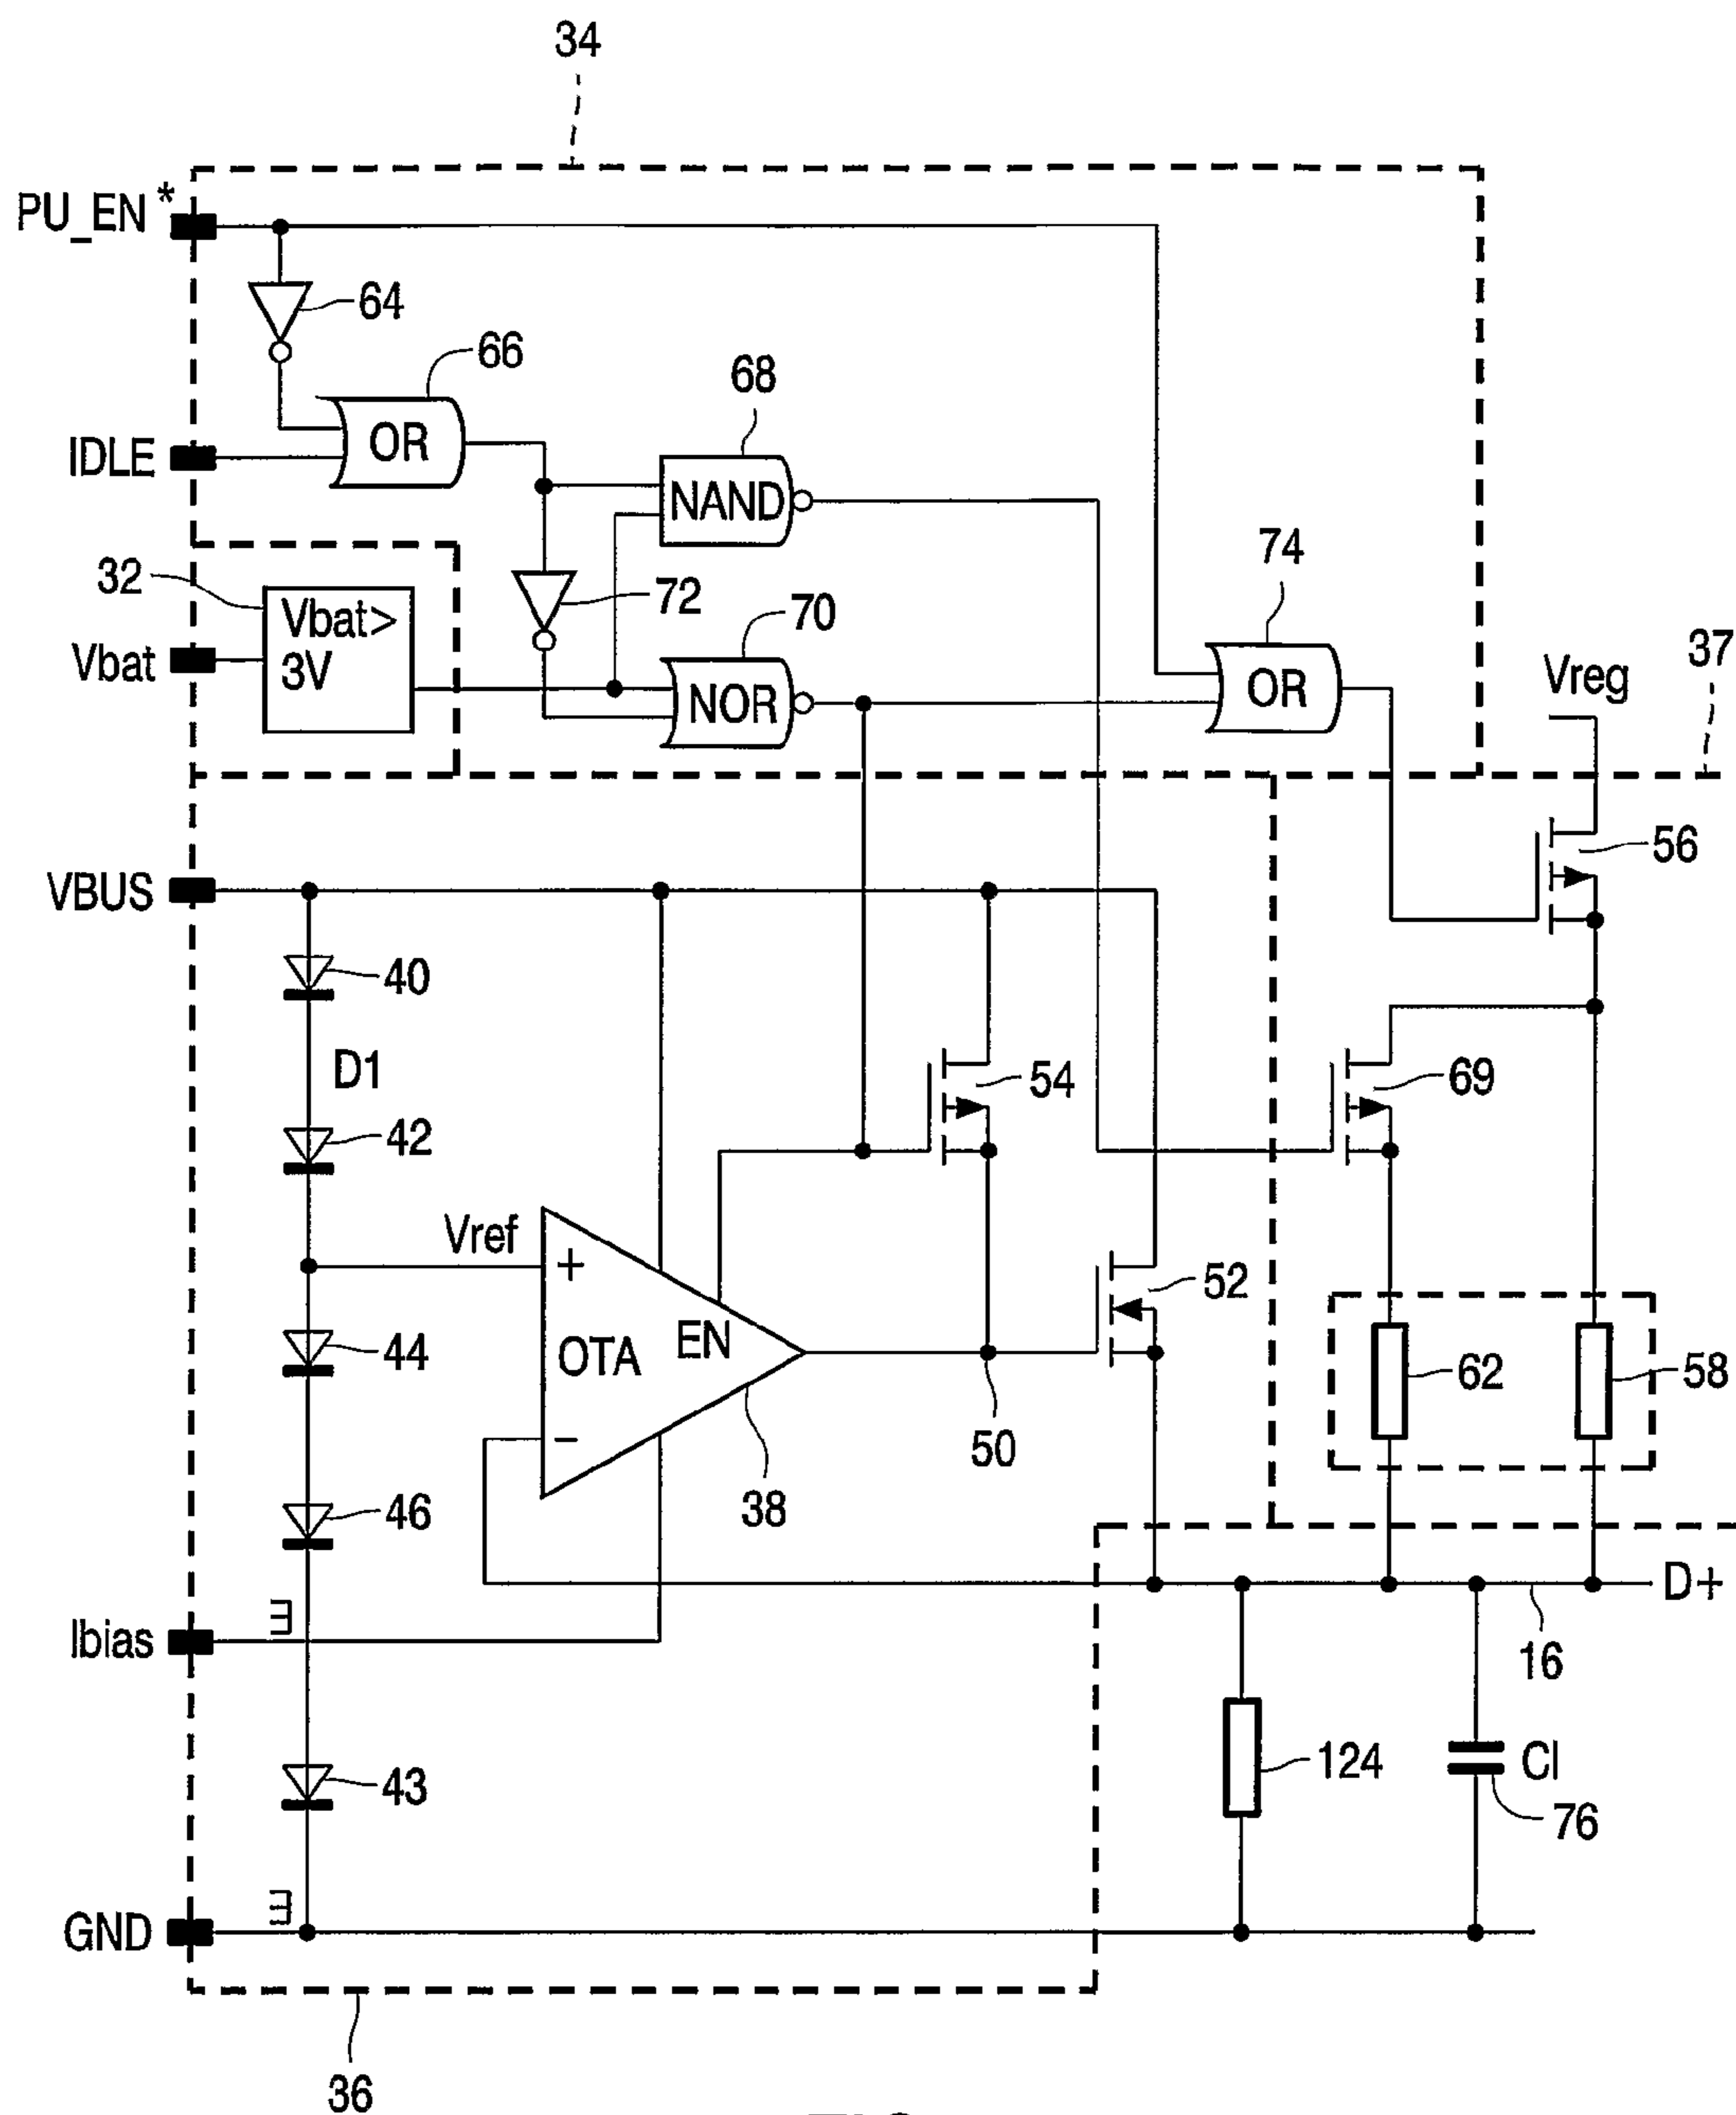 34
PU_EN *
64
66
68
OR
IDLE
NAND
74
32
Vbat>
3V
72
70
37
Vbat
NOR
OR
Vreg
56
VBUS
40
D1
54
69
42
Vref
+
52
OTA
EN
44
62
58
50
-
38
46
D+
Ibias
16
124
Cl
43
76
GND
36